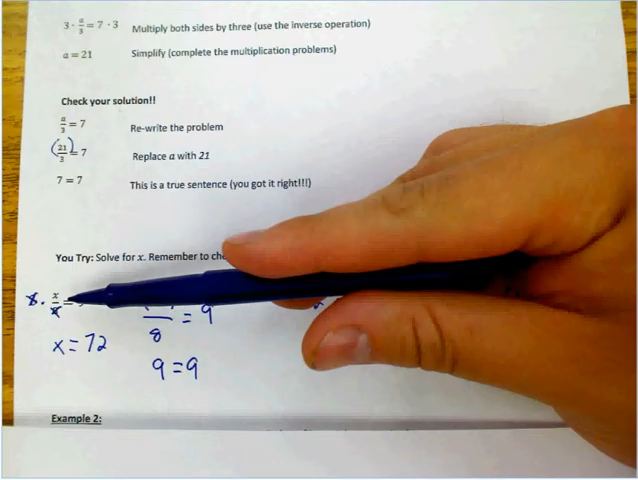 3 · a/3 = 7 · 3 Multiply both sides by three (use the inverse operation)
a = 21 Simplify (complete the multiplication problems)
Check your solution!!
a/3 = 7 Re-write the problem
(21/3) = 7 Replace a with 21
7 = 7 This is a true sentence (you got it right!!!)
You Try: Solve for x. Remember to
8 · x/8 =
/8 = 9
x = 72
9 = 9
Example 2: